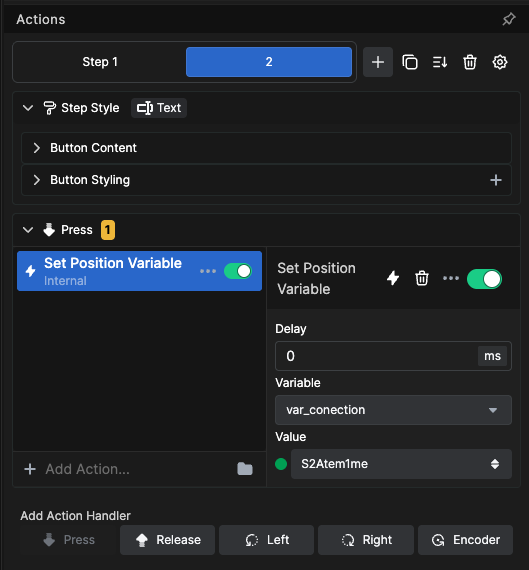 Actions
Step 1
2
Step Style
Text
Button Content
Button Styling
Press 1
Set Position Variable
Internal
Set Position
Variable
Delay
0 ms
Variable
var_conection
Value
S2Atem1me
Add Action...
Add Action Handler
Press
Release
Left
Right
Encoder